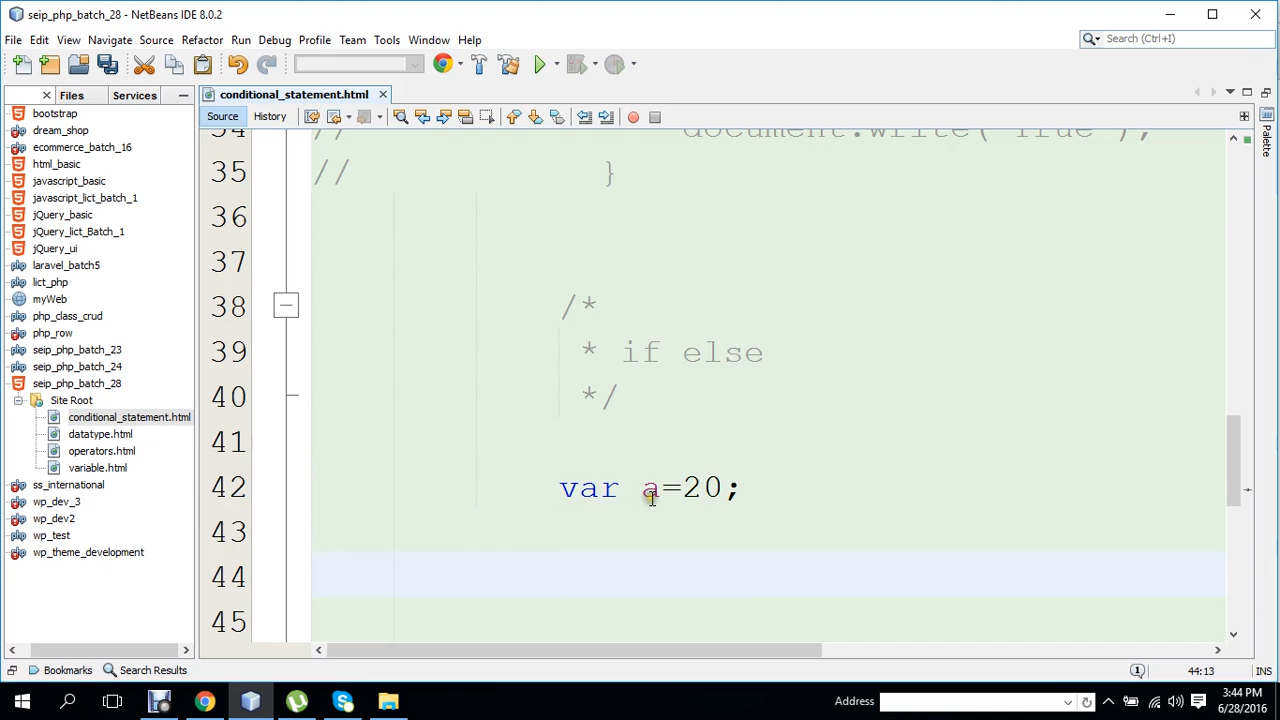 seip_php_batch_28 - NetBeans IDE 8.0.2
File Edit View Navigate Source Refactor Run Debug Profile Team Tools Window Help
Search (Ctrl+I)
Files Services
conditional_statement.html
Source History
bootstrap
dream_shop
ecommerce_batch_16
html_basic
javascript_basic
javascript_lict_batch_1
jQuery_basic
jQuery_lict_Batch_1
jQuery_ui
laravel_batch5
lict_php
myWeb
php_class_crud
php_row
seip_php_batch_23
seip_php_batch_24
seip_php_batch_28
Site Root
conditional_statement.html
datatype.html
operators.html
variable.html
ss_international
wp_dev_3
wp_dev2
wp_test
wp_theme_development
34 // document.write("True");
35 // }
36
37
38 /*
39 * if else
40 */
41
42 var a=20;
43
44
45
Palette
Bookmarks Search Results
1 44:13 INS
Address
3:44 PM
6/28/2016